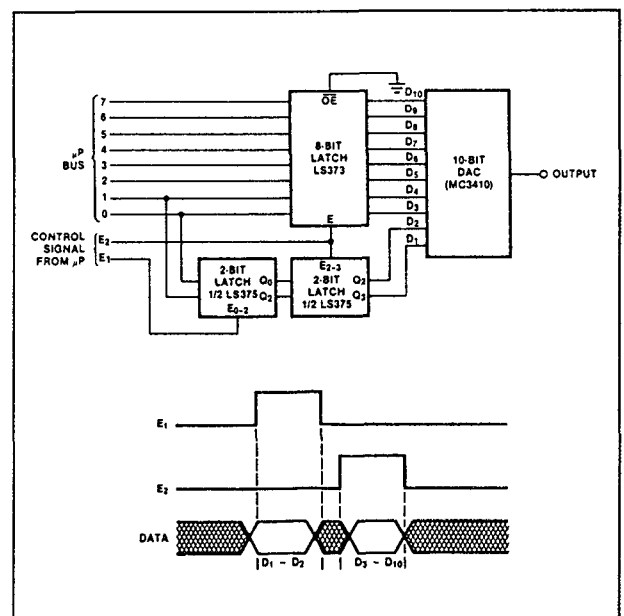 OE
7
6
5
4
3
2
1
0
μP
BUS
8-BIT
LATCH
LS373
E
D10
D9
D8
D7
D6
D5
D4
D3
D2
D1
10-BIT
DAC
(MC3410)
OUTPUT
CONTROL
SIGNAL
FROM μP
E2
E1
2-BIT
LATCH
1/2 LS375
Q0
Q2
E0-2
E2-3
2-BIT
LATCH
1/2 LS375
Q2
Q3
E1
E2
DATA
D1 - D2
D3 - D10